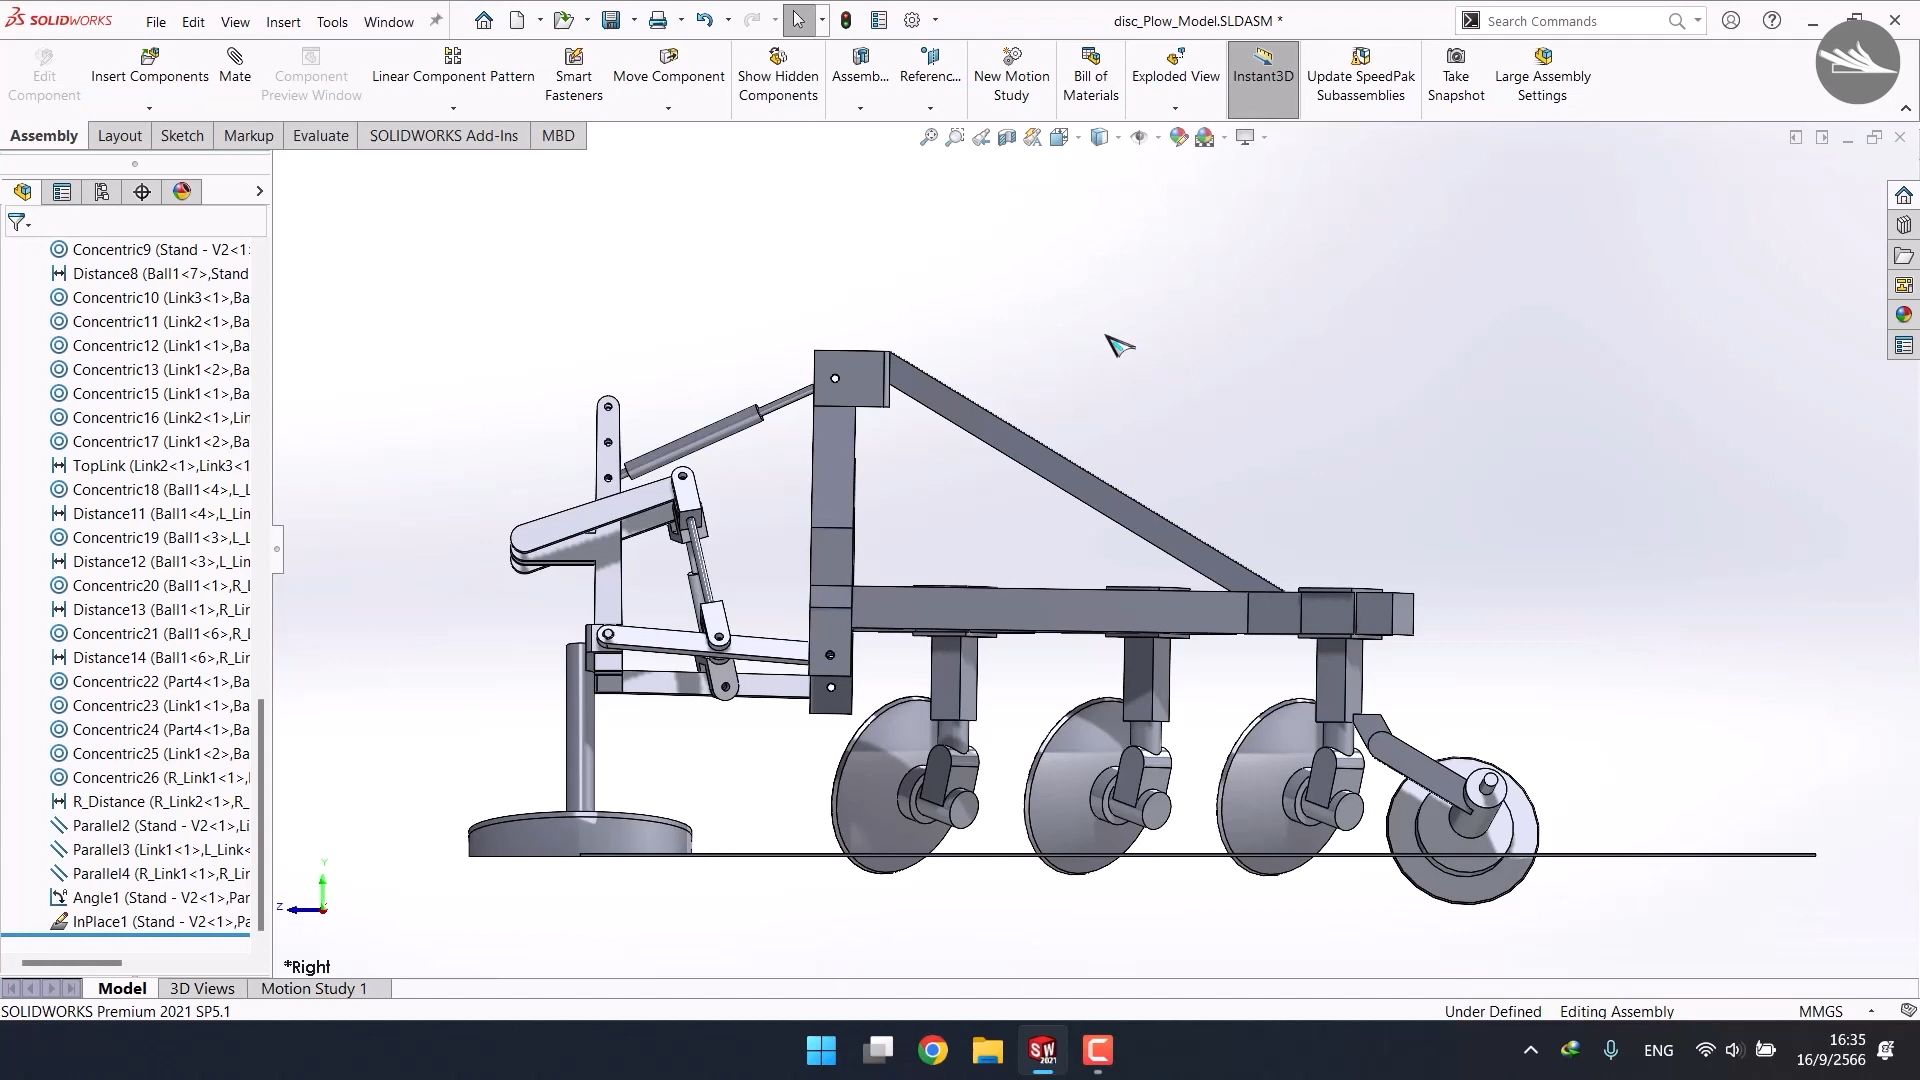 SOLIDWORKS File Edit View Insert Tools Window disc_Plow_Model.SLDASM * Search Commands
Edit Component
Insert Components
Mate
Component Preview Window
Linear Component Pattern
Smart Fasteners
Move Component
Show Hidden Components
Assemb...
Referenc...
New Motion Study
Bill of Materials
Exploded View
Instant3D
Update SpeedPak Subassemblies
Take Snapshot
Large Assembly Settings
Assembly Layout Sketch Markup Evaluate SOLIDWORKS Add-Ins MBD
Concentric9 (Stand - V2<1>
Distance8 (Ball1<7>,Stand
Concentric10 (Link3<1>,Ba
Concentric11 (Link2<1>,Ba
Concentric12 (Link1<1>,Ba
Concentric13 (Link1<2>,Ba
Concentric15 (Link1<1>,Ba
Concentric16 (Link2<1>,Lin
Concentric17 (Link1<2>,Ba
TopLink (Link2<1>,Link3<1
Concentric18 (Ball1<4>,L_L
Distance11 (Ball1<4>,L_Lin
Concentric19 (Ball1<3>,L_L
Distance12 (Ball1<3>,L_Lin
Concentric20 (Ball1<1>,R_L
Distance13 (Ball1<1>,R_Lin
Concentric21 (Ball1<6>,R_L
Distance14 (Ball1<6>,R_Lin
Concentric22 (Part4<1>,Ba
Concentric23 (Link1<1>,Ba
Concentric24 (Part4<1>,Ba
Concentric25 (Link1<2>,Ba
Concentric26 (R_Link1<1>,
R_Distance (R_Link2<1>,R_
Parallel2 (Stand - V2<1>,Li
Parallel3 (Link1<1>,L_Link<
Parallel4 (R_Link1<1>,R_Lir
Angle1 (Stand - V2<1>,Par
InPlace1 (Stand - V2<1>,Pa
Y
Z
*Right
Model 3D Views Motion Study 1
SOLIDWORKS Premium 2021 SP5.1 Under Defined Editing Assembly MMGS
SW 2021 ENG 16:35
16/9/2566